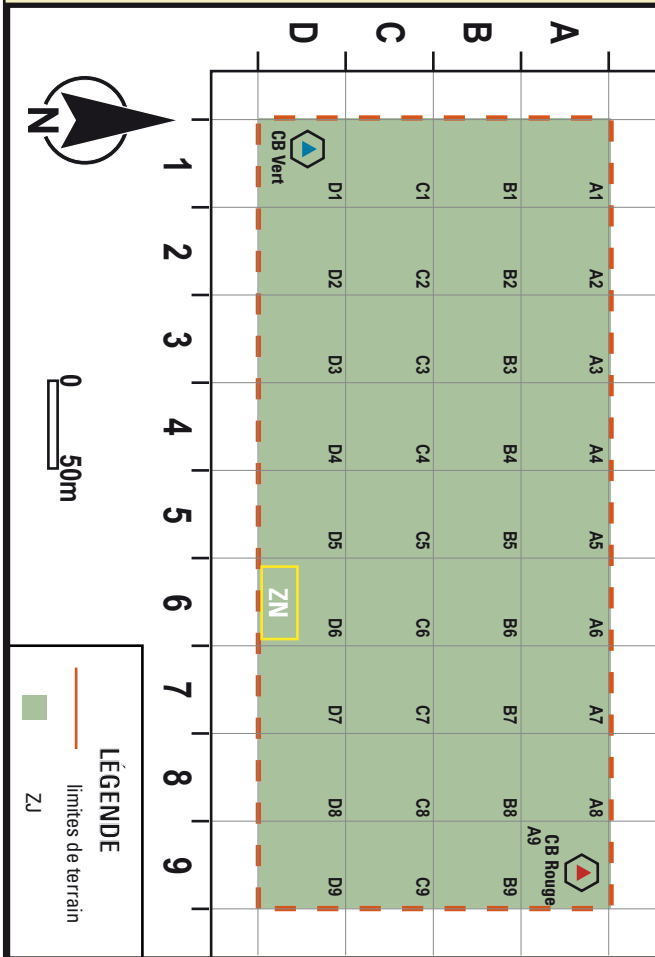 D C B A
N
1
2
3
4
5
6
7
8
9
CB Vert
D1 C1 B1 A1
D2 C2 B2 A2
D3 C3 B3 A3
D4 C4 B4 A4
D5 C5 B5 A5
ZN
D6 C6 B6 A6
D7 C7 B7 A7
D8 C8 B8 A8
CB Rouge
D9 C9 B9 A9
0 50m
LÉGENDE
limites de terrain
ZJ